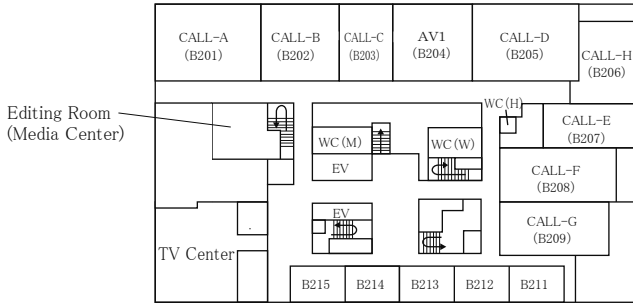 CALL-A
(B201)
CALL-B
(B202)
CALL-C
(B203)
AV1
(B204)
CALL-D
(B205)
CALL-H
(B206)
Editing Room
(Media Center)
WC(H)
CALL-E
(B207)
WC(M)
WC(W)
EV
CALL-F
(B208)
EV
CALL-G
(B209)
TV Center
B215
B214
B213
B212
B211